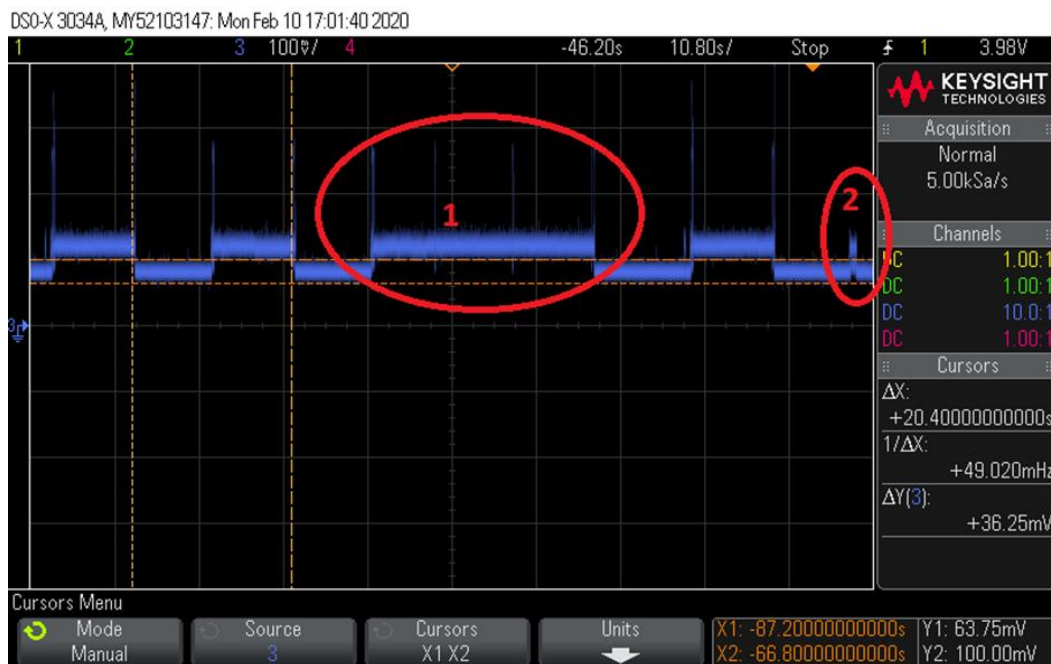 DSO-X 3034A, MY52103147: Mon Feb 10 17:01:40 2020
1 2 3 100mV/ 4 -46.20s 10.80s/ Stop 1 3.98V
KEYSIGHT
TECHNOLOGIES
Acquisition
Normal
5.00kSa/s
1
2
Channels
DC 1.00:1
DC 1.00:1
DC 10.0:1
DC 1.00:1
3
Cursors
ΔX:
+20.40000000000s
1/ΔX:
+49.020mHz
ΔY(3):
+36.25mV
Cursors Menu
Mode
Manual
Source
3
Cursors
X1 X2
Units
X1: -87.20000000000s
X2: -66.80000000000s
Y1: 63.75mV
Y2: 100.00mV